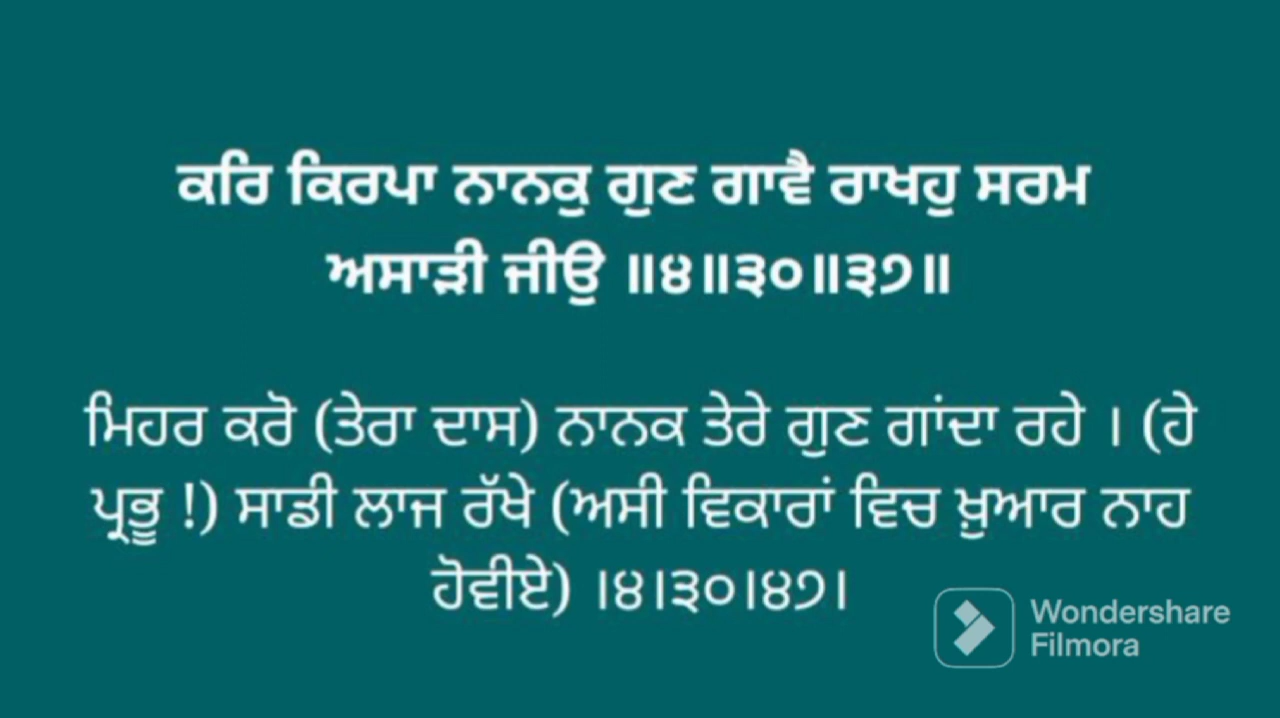 ਕਰਿ ਕਿਰਪਾ ਨਾਨਕੁ ਗੁਣ ਗਾਵੈ ਰਾਖਹੁ ਸਰਮ
ਅਸਾੜੀ ਜੀਉ ॥੪॥੩੦॥੩੭॥
ਮਿਹਰ ਕਰੋ (ਤੇਰਾ ਦਾਸ) ਨਾਨਕ ਤੇਰੇ ਗੁਣ ਗਾਂਦਾ ਰਹੇ । (ਹੇ
ਪ੍ਰਭੂ !) ਸਾਡੀ ਲਾਜ ਰੱਖੇ (ਅਸੀ ਵਿਕਾਰਾਂ ਵਿਚ ਖ਼ੁਆਰ ਨਾਹ
ਹੋਵੀਏ) ।੪।੩੦।੪੭।
Wondershare
Filmora